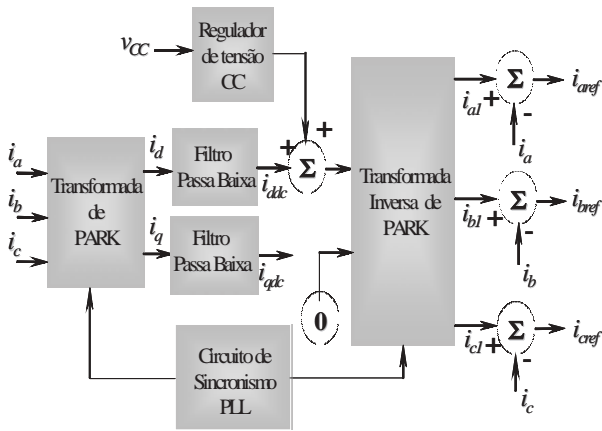 v_CC
Regulador
de tensão
CC
i_a
i_b
i_c
Transformada
de
PARK
i_d
i_q
Filtro
Passa Baixa
Filtro
Passa Baixa
i_ddc
i_qdc
+
+
Σ
0
Transformada
Inversa de
PARK
Circuito de
Sincronismo
PLL
i_a1
+
Σ
-
i_a
i_aref
i_b1
+
Σ
-
i_b
i_bref
i_c1
+
Σ
-
i_c
i_cref